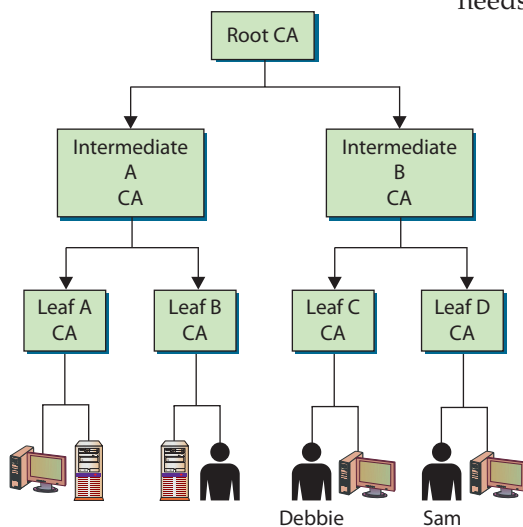 needs
Root CA
Intermediate
A
CA
Intermediate
B
CA
Leaf A
CA
Leaf B
CA
Leaf C
CA
Leaf D
CA
Debbie
Sam